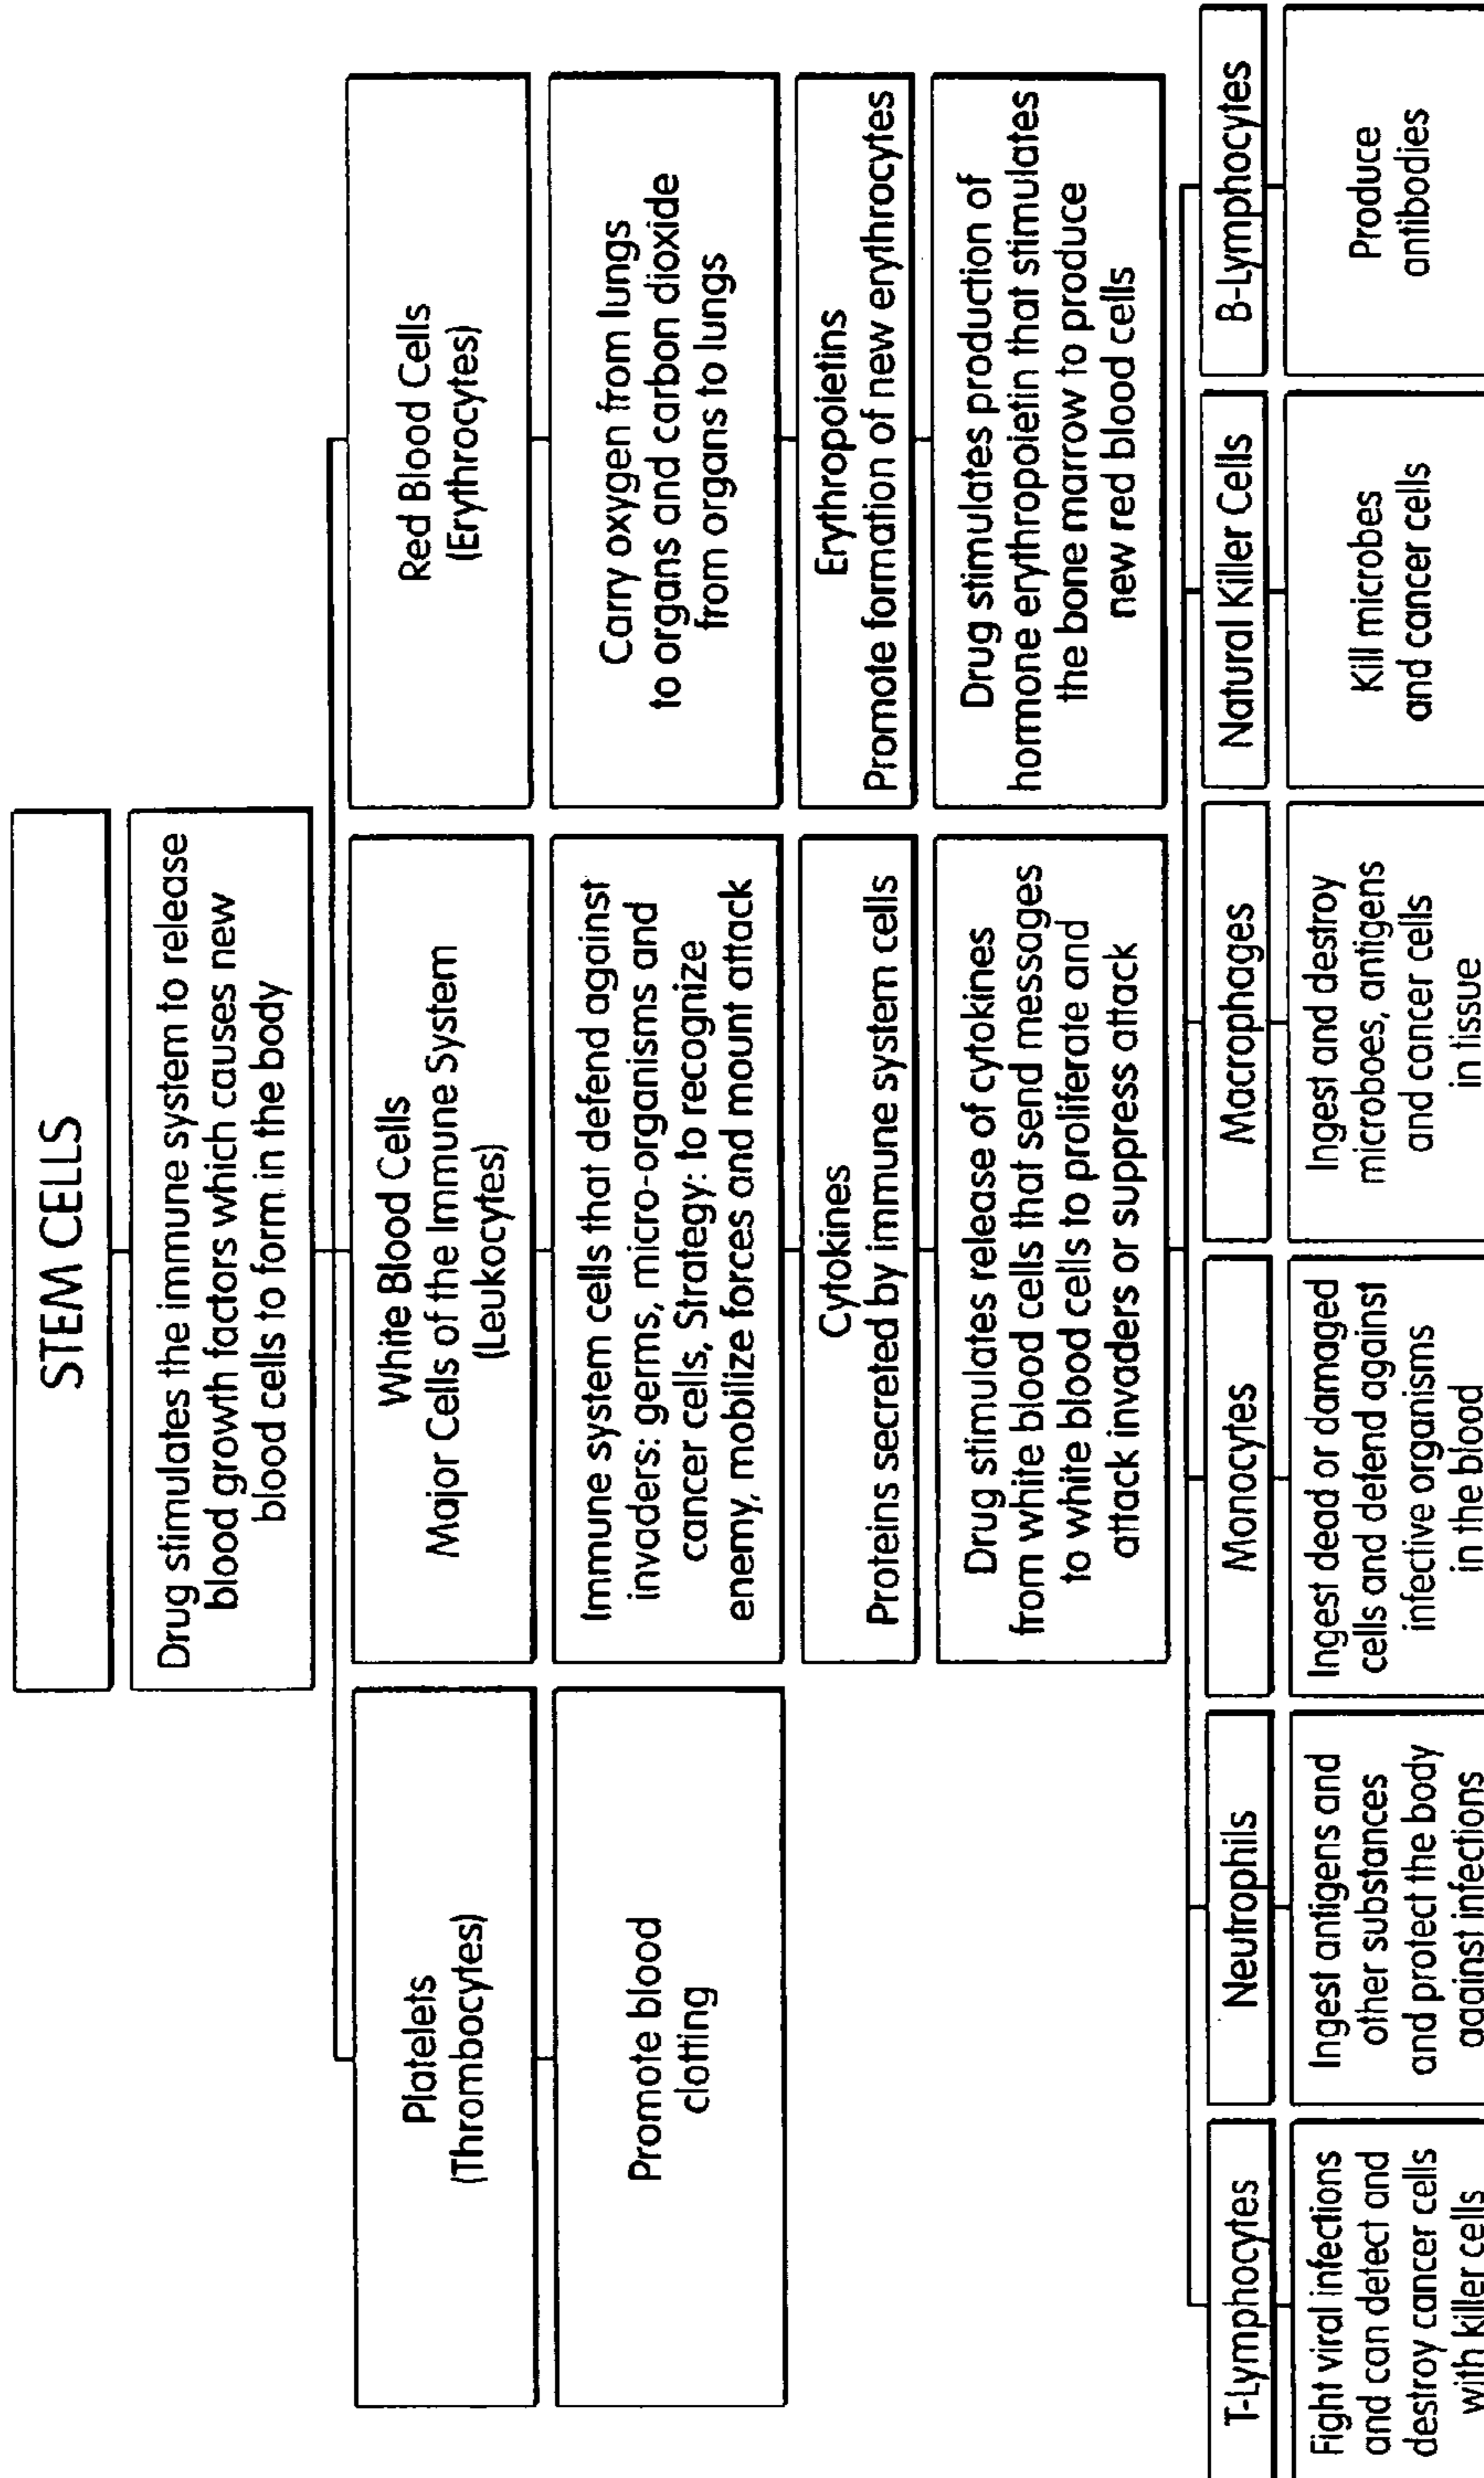 STEM CELLS
Drug stimulates the immune system to release
blood growth factors which causes new
blood cells to form in the body
Platelets
(Thrombocytes)
White Blood Cells
Major Cells of the Immune System
(Leukocytes)
Red Blood Cells
(Erythrocytes)
Promote blood
clotting
Immune system cells that defend against
invaders: germs, micro-organisms and
cancer cells, Strategy: to recognize
enemy, mobilize forces and mount attack
Carry oxygen from lungs
to organs and carbon dioxide
from organs to lungs
Cytokines
Proteins secreted by immune system cells
Erythropoietins
Promote formation of new erythrocytes
Drug stimulates release of cytokines
from white blood cells that send messages
to white blood cells to proliferate and
attack invaders or suppress attack
Drug stimulates production of
hormone erythropoietin that stimulates
the bone marrow to produce
new red blood cells
T-Lymphocytes
Neutrophils
Monocytes
Macrophages
Natural Killer Cells
B-Lymphocytes
Fight viral infections
and can detect and
destroy cancer cells
with killer cells
Ingest antigens and
other substances
and protect the body
against infections
Ingest dead or damaged
cells and defend against
infective organisms
in the blood
Ingest and destroy
microboes, antigens
and cancer cells
in tissue
Kill microbes
and cancer cells
Produce
antibodies